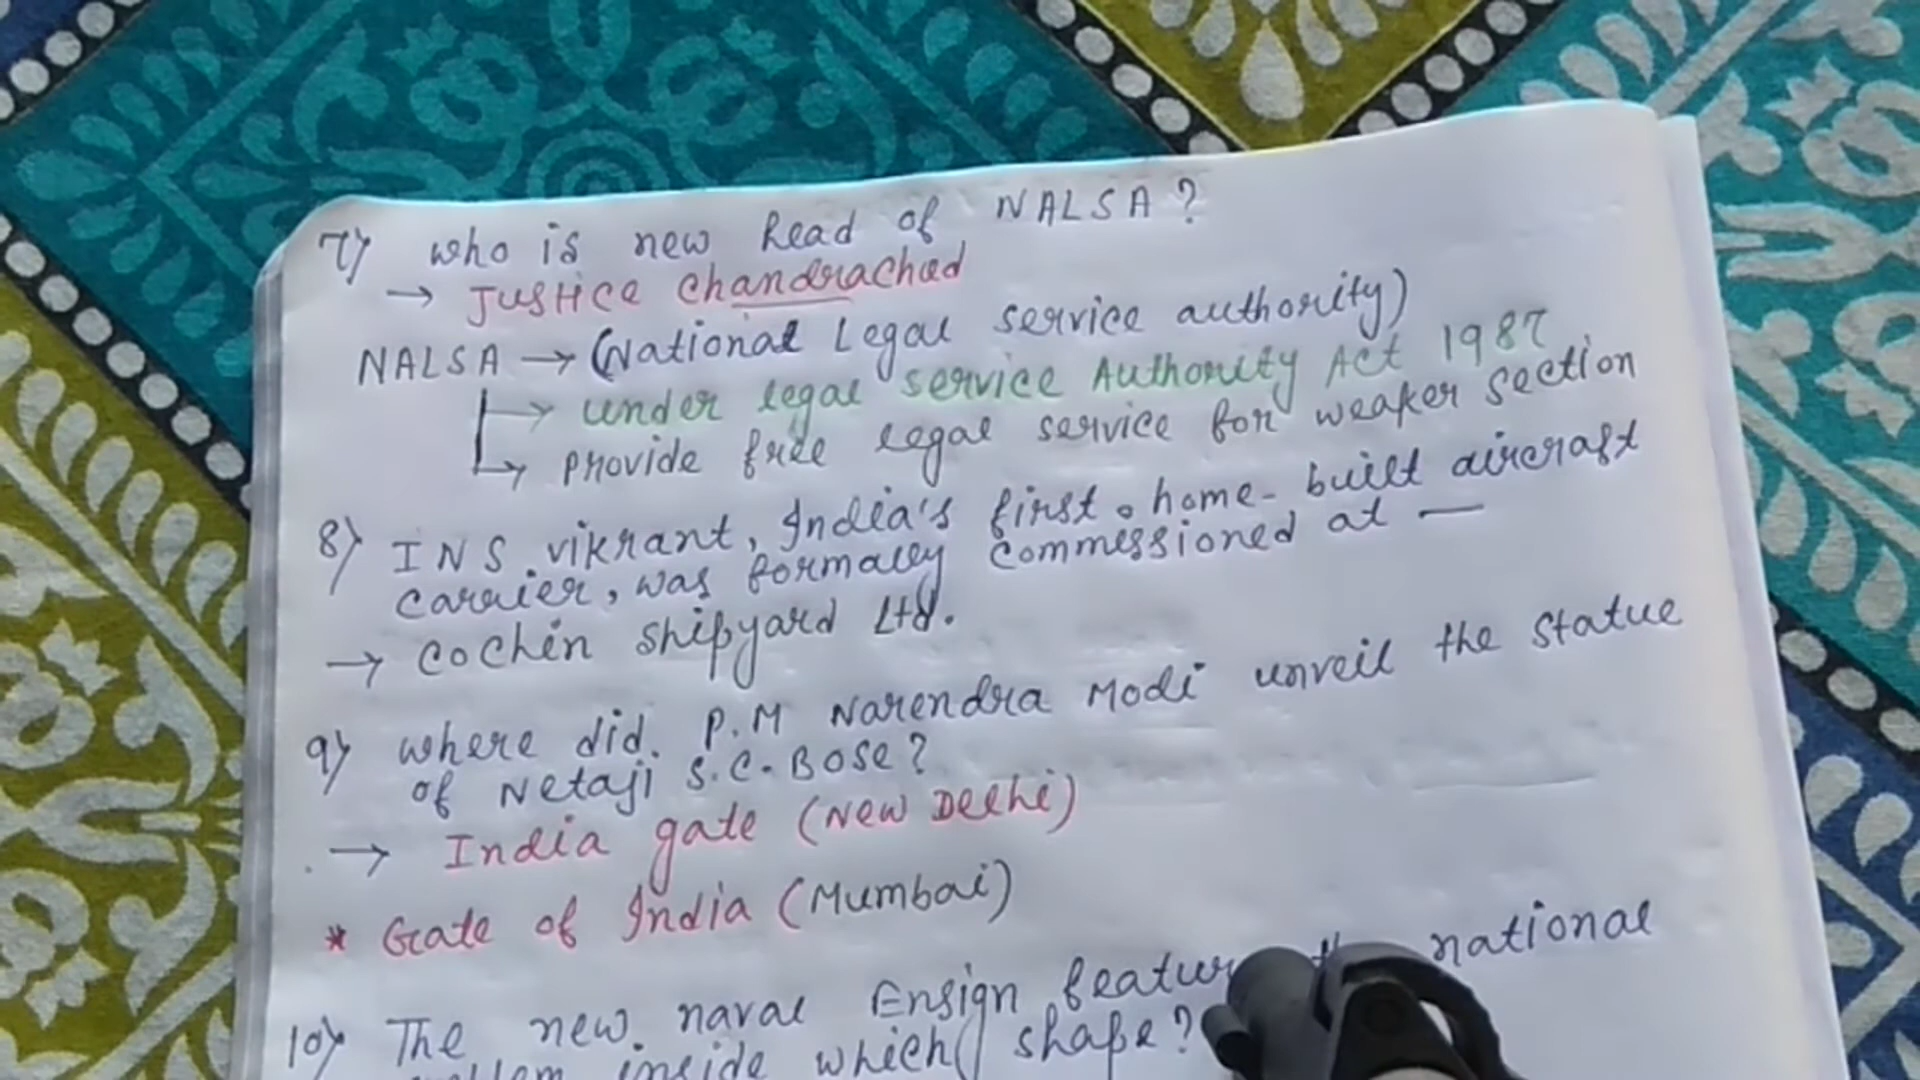 7) who is new head of NALSA?
→ Justice Chandrachud
NALSA → (National Legal service authority)
→ under legal service Authority Act 1987
→ provide free legal service for weaker section
8) INS vikrant, India's first home-built aircraft
carrier, was formally commissioned at —
→ cochin shipyard Ltd.
9) where did P.M Narendra Modi unveil the statue
of Netaji S.C. Bose?
→ India gate (New Delhi)
* Gate of India (Mumbai)
10) The new naval Ensign national
inside which shape?